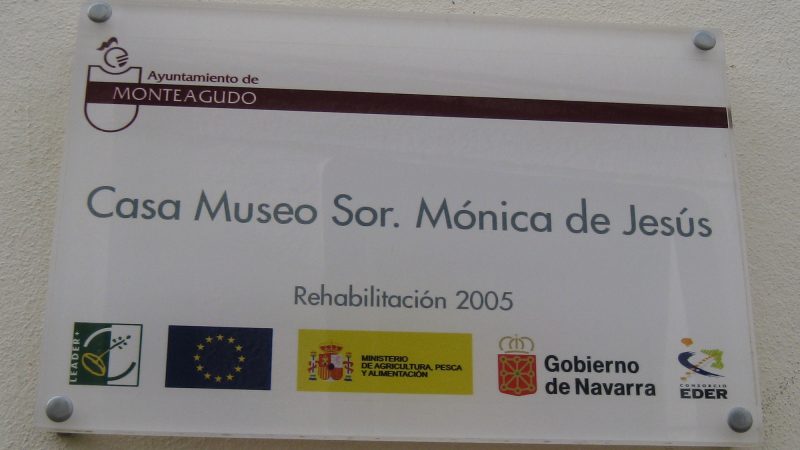 Ayuntamiento de
MONTEAGUDO
Casa Museo Sor. Mónica de Jesús
Rehabilitación 2005
LEADER+
MINISTERIO
DE AGRICULTURA, PESCA
Y ALIMENTACIÓN
Gobierno
de Navarra
CONSORCIO
EDER